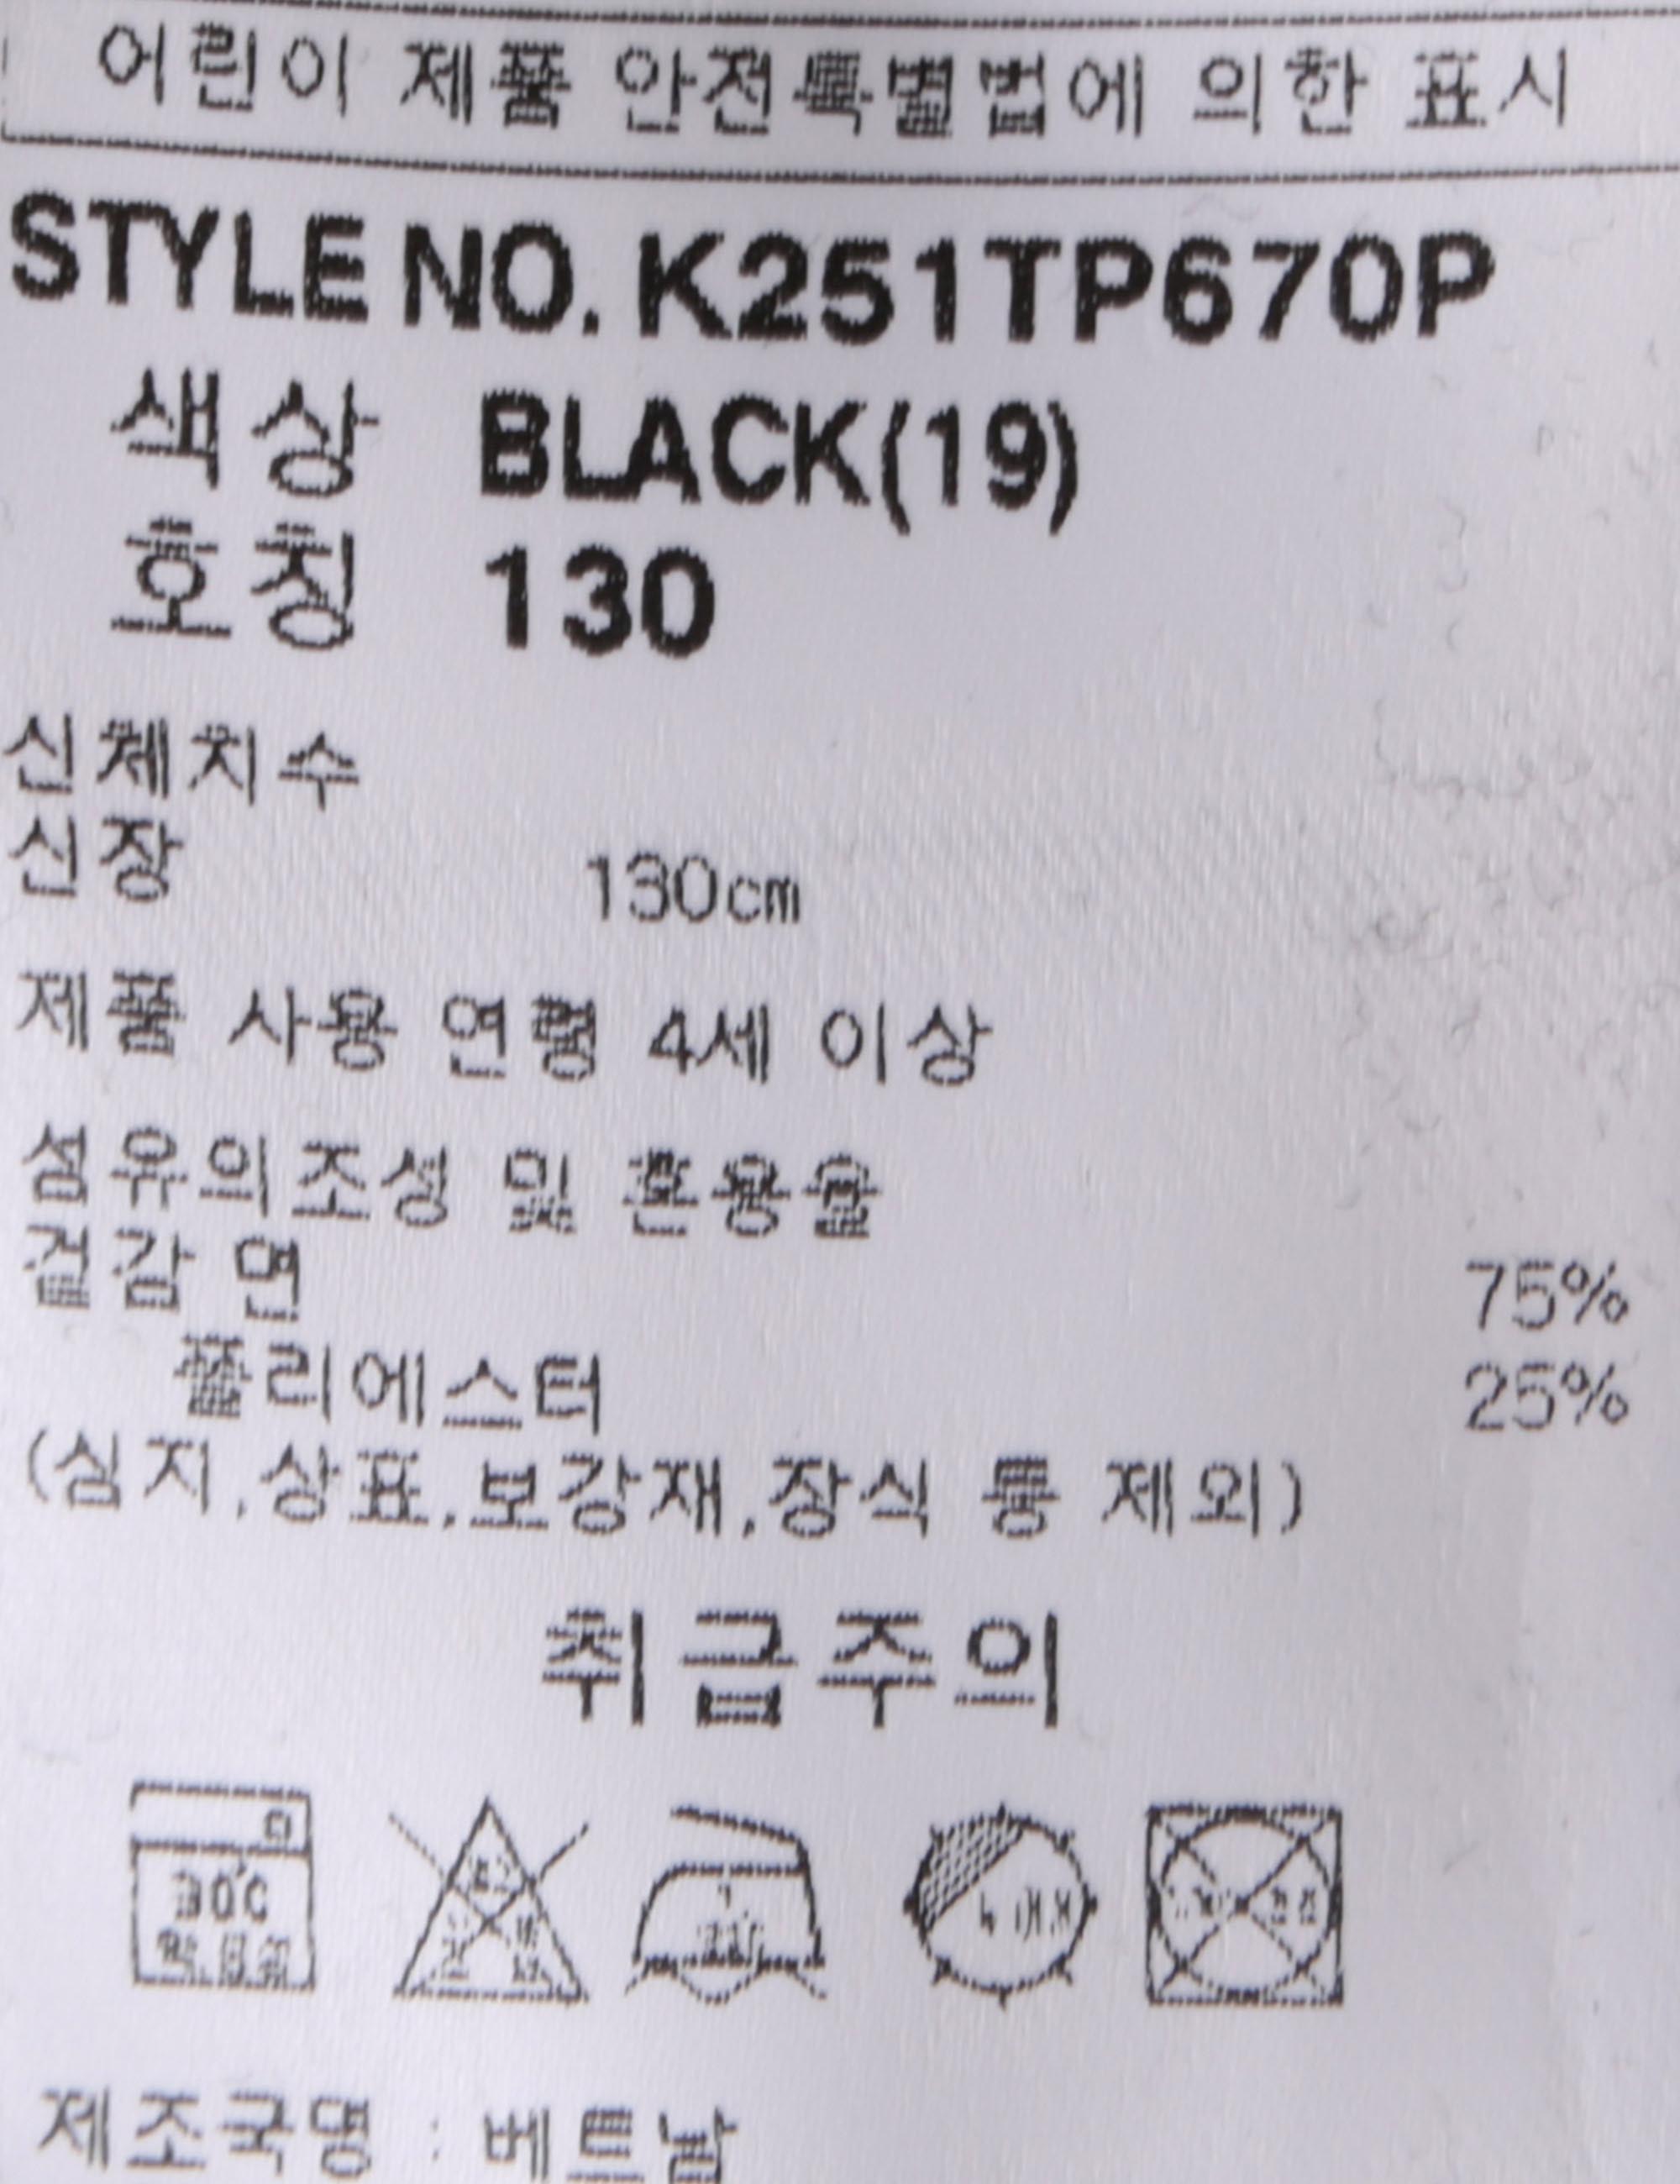 어린이 제품 안전특별법에 의한 표시
STYLE NO. K251TP670P
색상 BLACK(19)
호칭 130
신체치수
신장 130cm
제품 사용 연령 4세 이상
섬유의조성 및 혼용율
겉감 면 75%
폴리에스터 25%
(심지,상표,보강재,장식 등 제외)
취급주의
30℃
제조국명 : 베트남